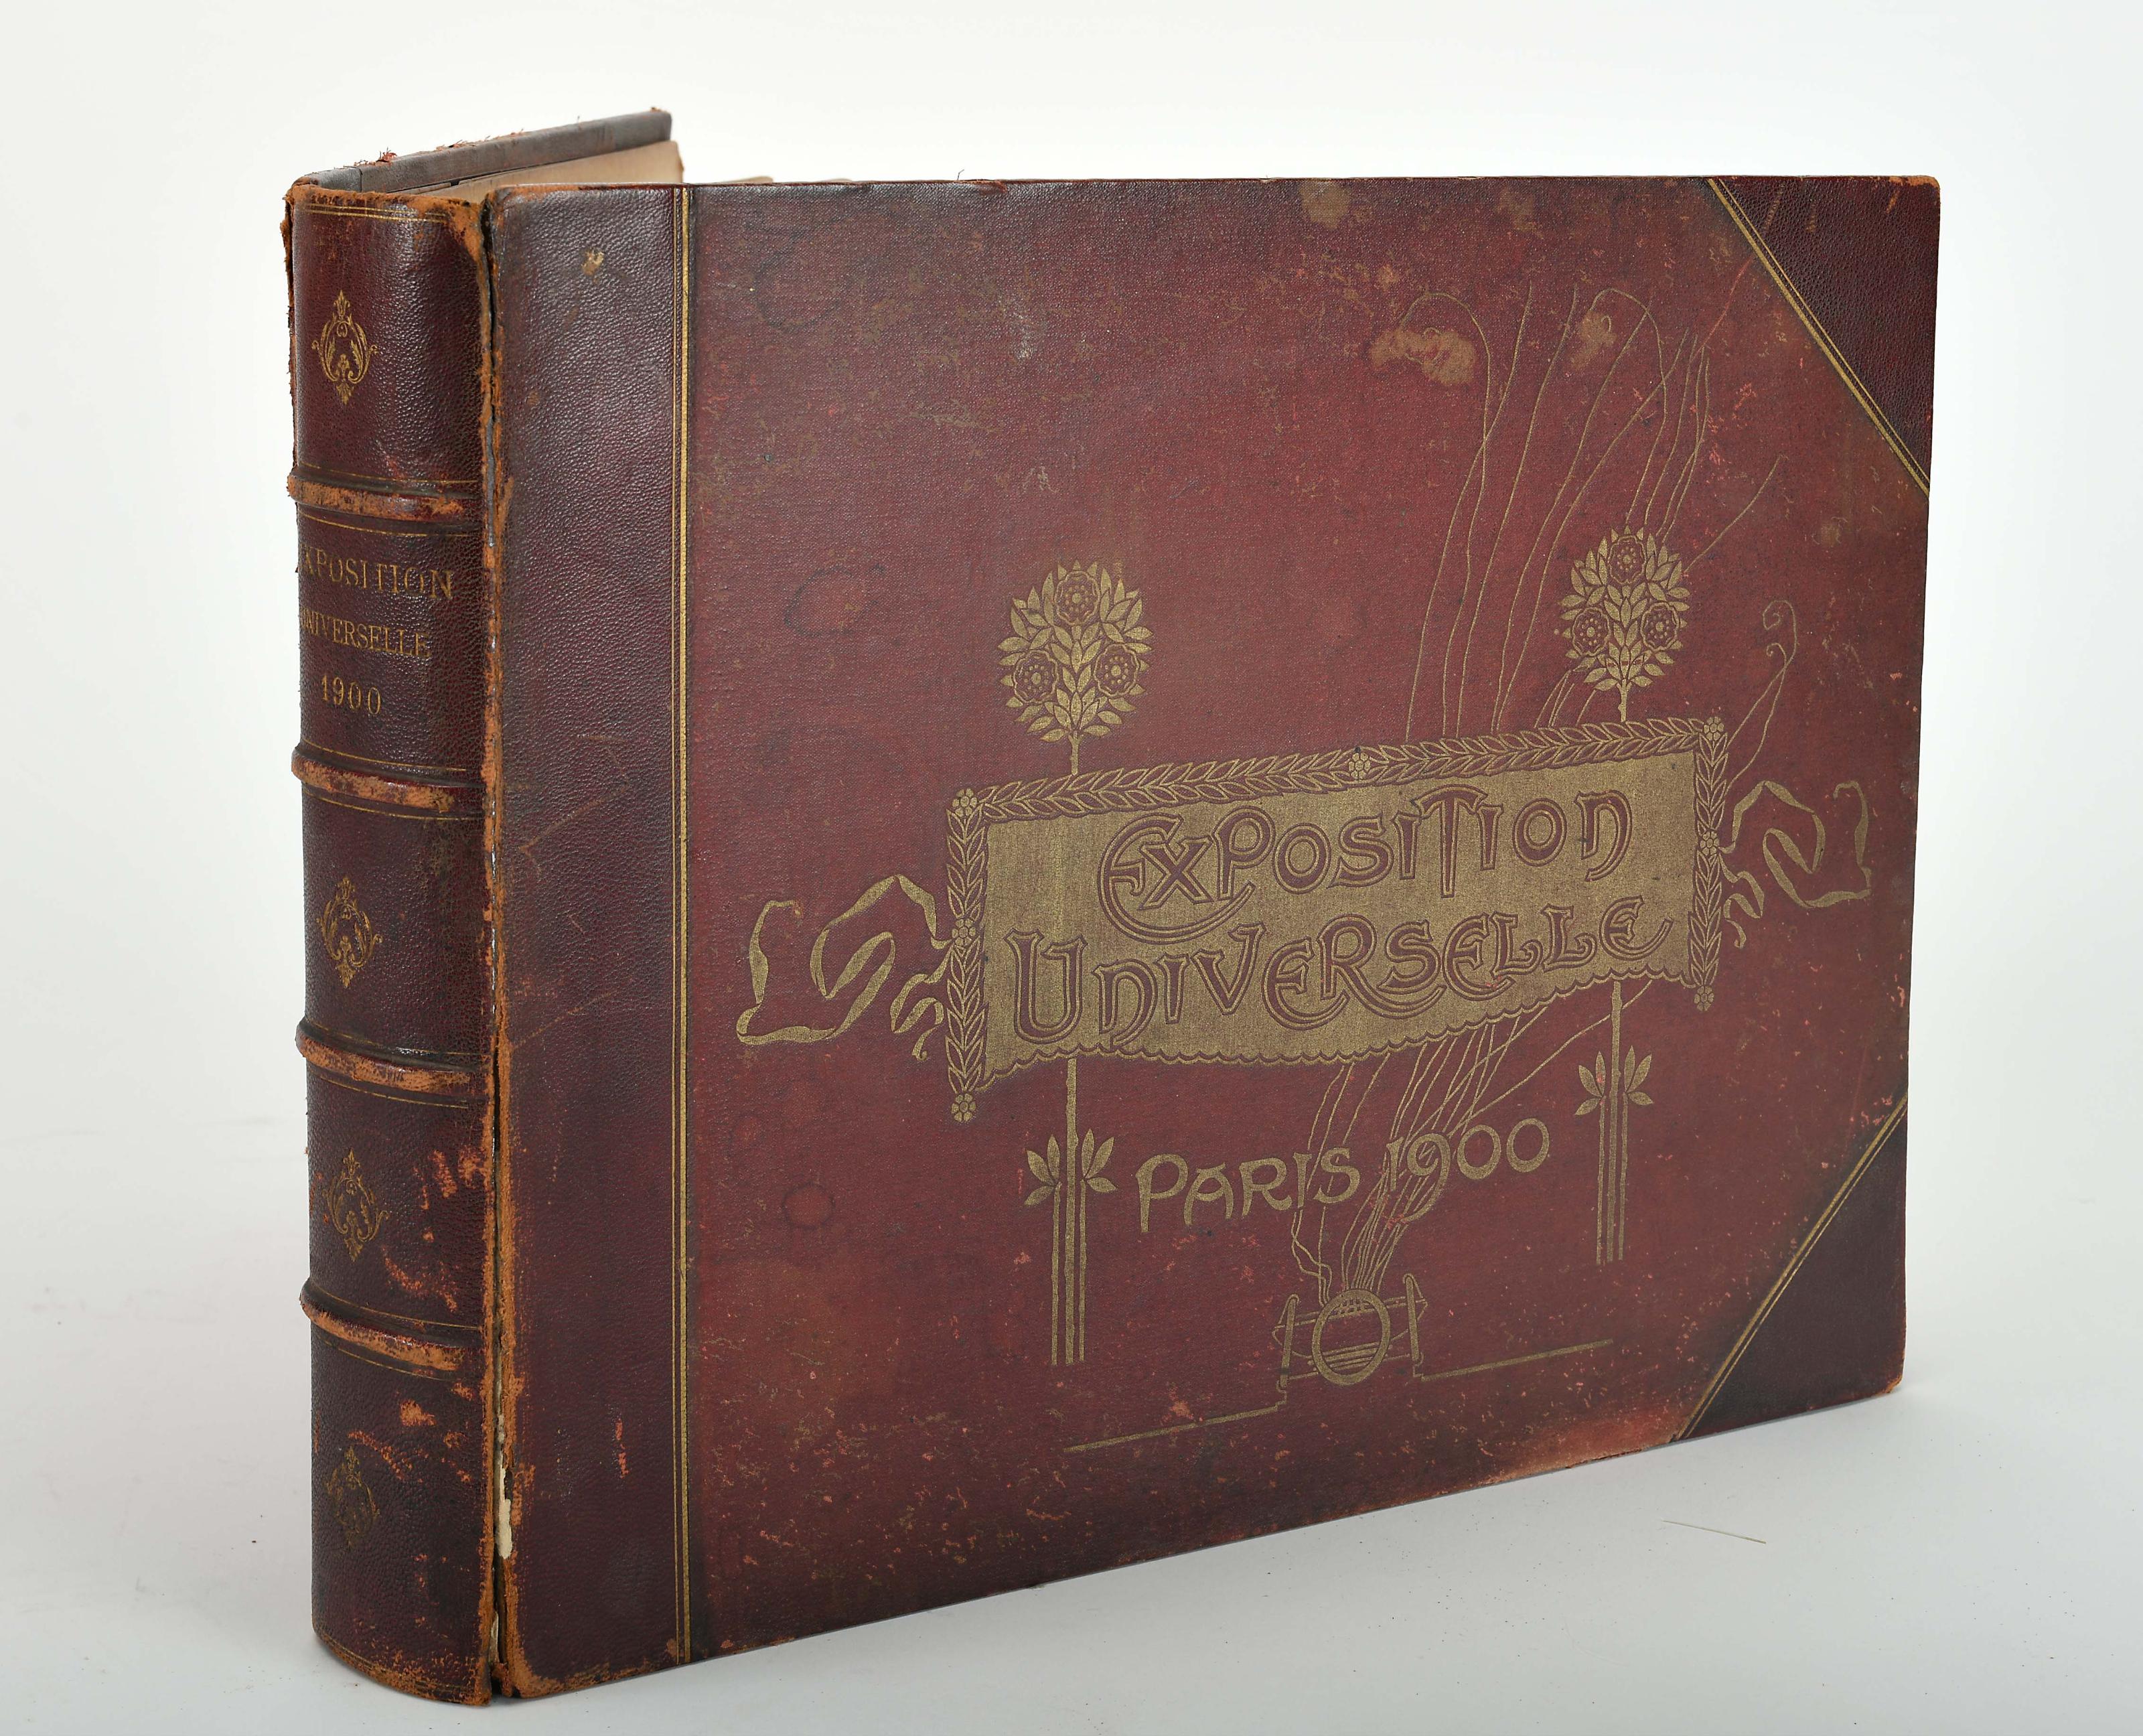 EXPOSITION
UNIVERSELLE
1900
EXPOSITION
UNIVERSELLE
PARIS 1900